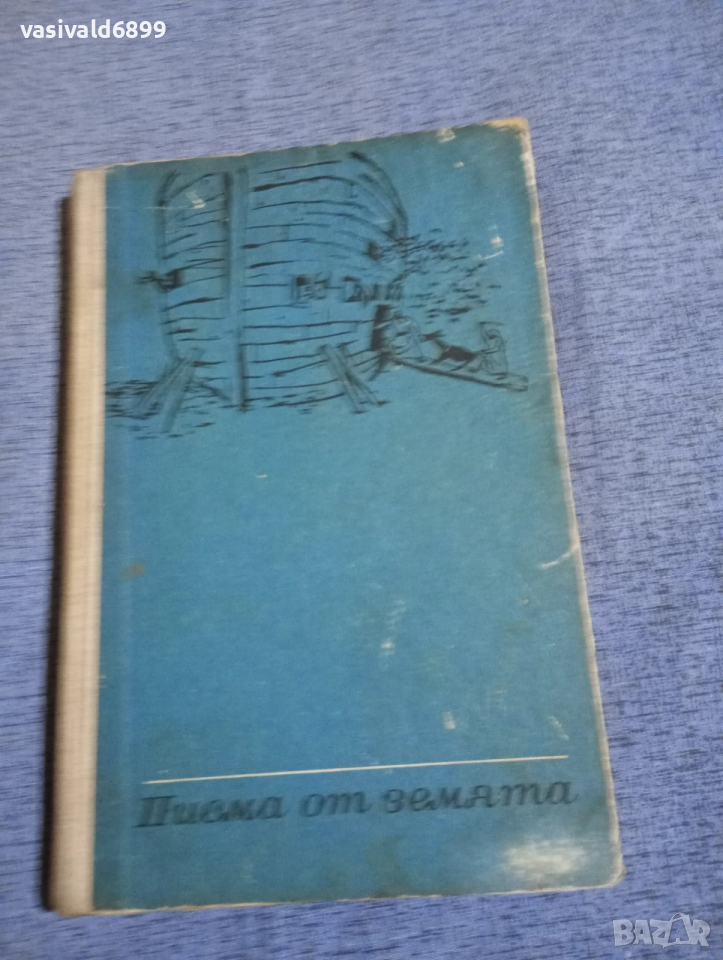 vasivald6899
Писма от земята
BAZAR